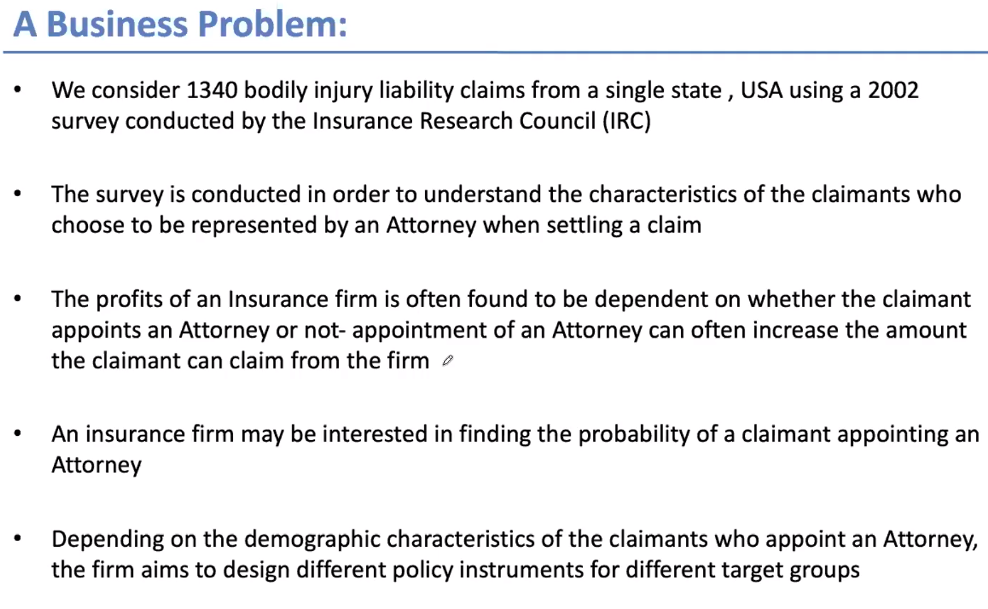 A Business Problem:
• We consider 1340 bodily injury liability claims from a single state , USA using a 2002
survey conducted by the Insurance Research Council (IRC)
• The survey is conducted in order to understand the characteristics of the claimants who
choose to be represented by an Attorney when settling a claim
• The profits of an Insurance firm is often found to be dependent on whether the claimant
appoints an Attorney or not- appointment of an Attorney can often increase the amount
the claimant can claim from the firm
• An insurance firm may be interested in finding the probability of a claimant appointing an
Attorney
• Depending on the demographic characteristics of the claimants who appoint an Attorney,
the firm aims to design different policy instruments for different target groups